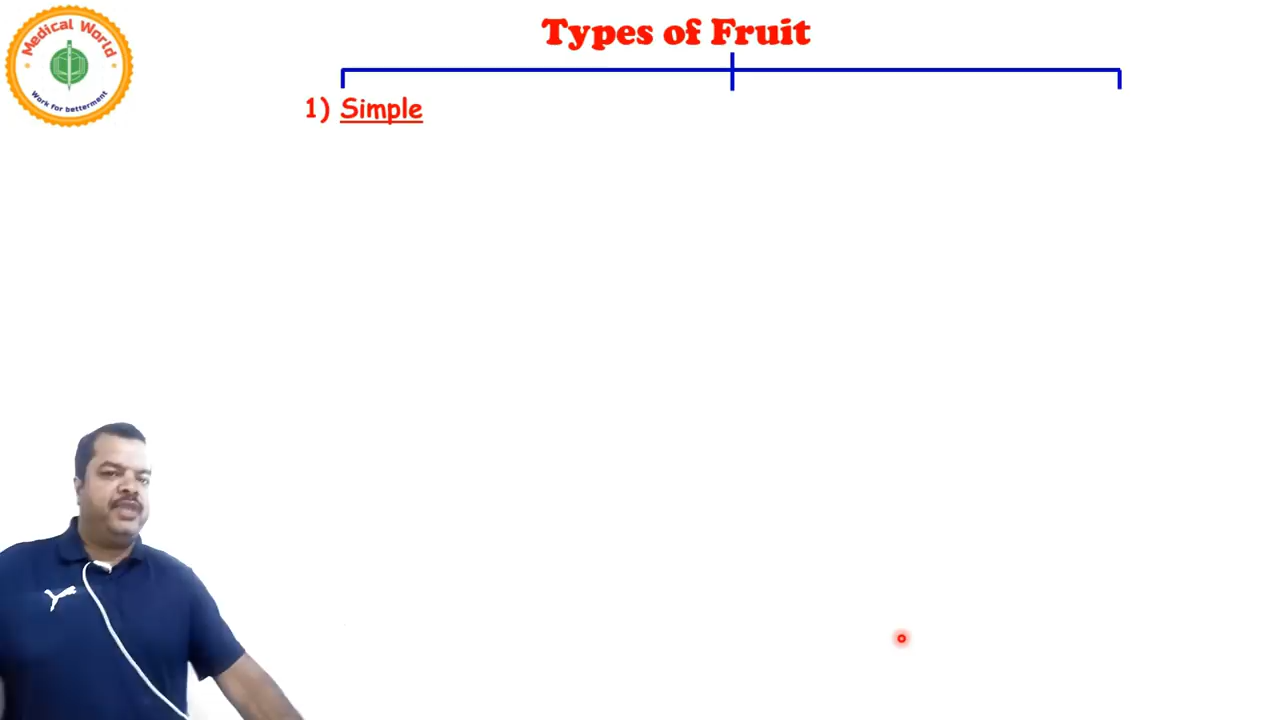 Medical World
Work for betterment
Types of Fruit
1) Simple